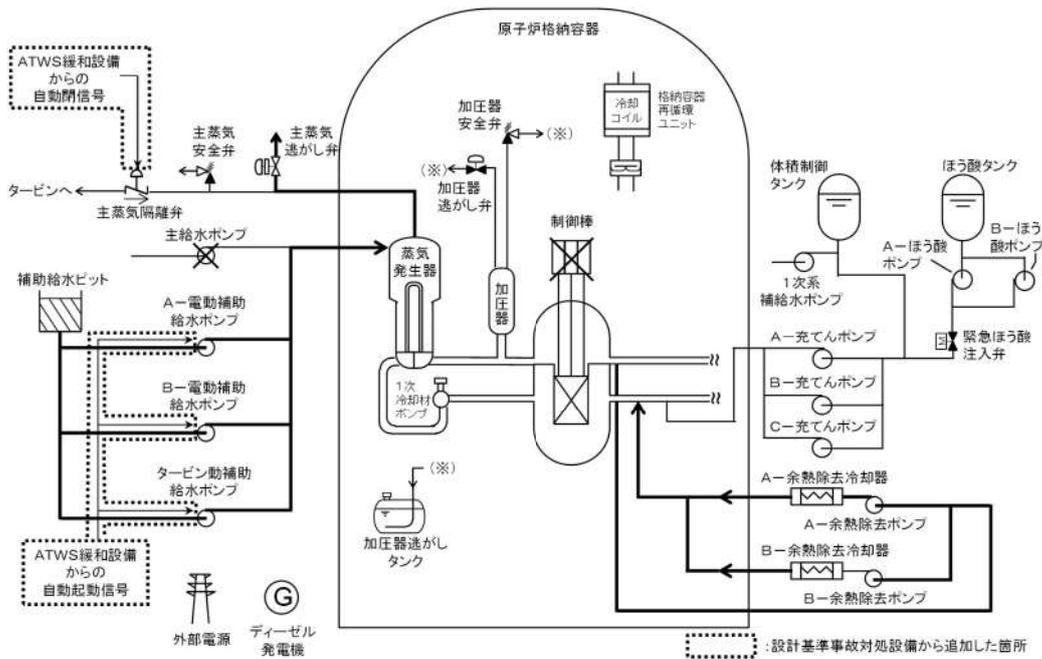 原子炉格納容器
ATWS緩和設備
からの
自動閉信号
主蒸気
安全弁
主蒸気
逃がし弁
タービンへ
主蒸気隔離弁
主給水ポンプ
補助給水ピット
A－電動補助
給水ポンプ
B－電動補助
給水ポンプ
タービン動補助
給水ポンプ
ATWS緩和設備
からの
自動起動信号
外部電源
G
ディーゼル
発電機
加圧器
安全弁
(※)
(※)
加圧器
逃がし弁
冷却
コイル
格納容器
再循環
ユニット
制御棒
蒸気
発生器
加圧器
1次
冷却材
ポンプ
(※)
加圧器逃がし
タンク
体積制御
タンク
ほう酸タンク
A－ほう酸
ポンプ
B－ほう
酸ポンプ
1次系
補給水ポンプ
M
緊急ほう酸
注入弁
A－充てんポンプ
B－充てんポンプ
C－充てんポンプ
A－余熱除去冷却器
A－余熱除去ポンプ
B－余熱除去冷却器
B－余熱除去ポンプ
：設計基準事故対処設備から追加した箇所